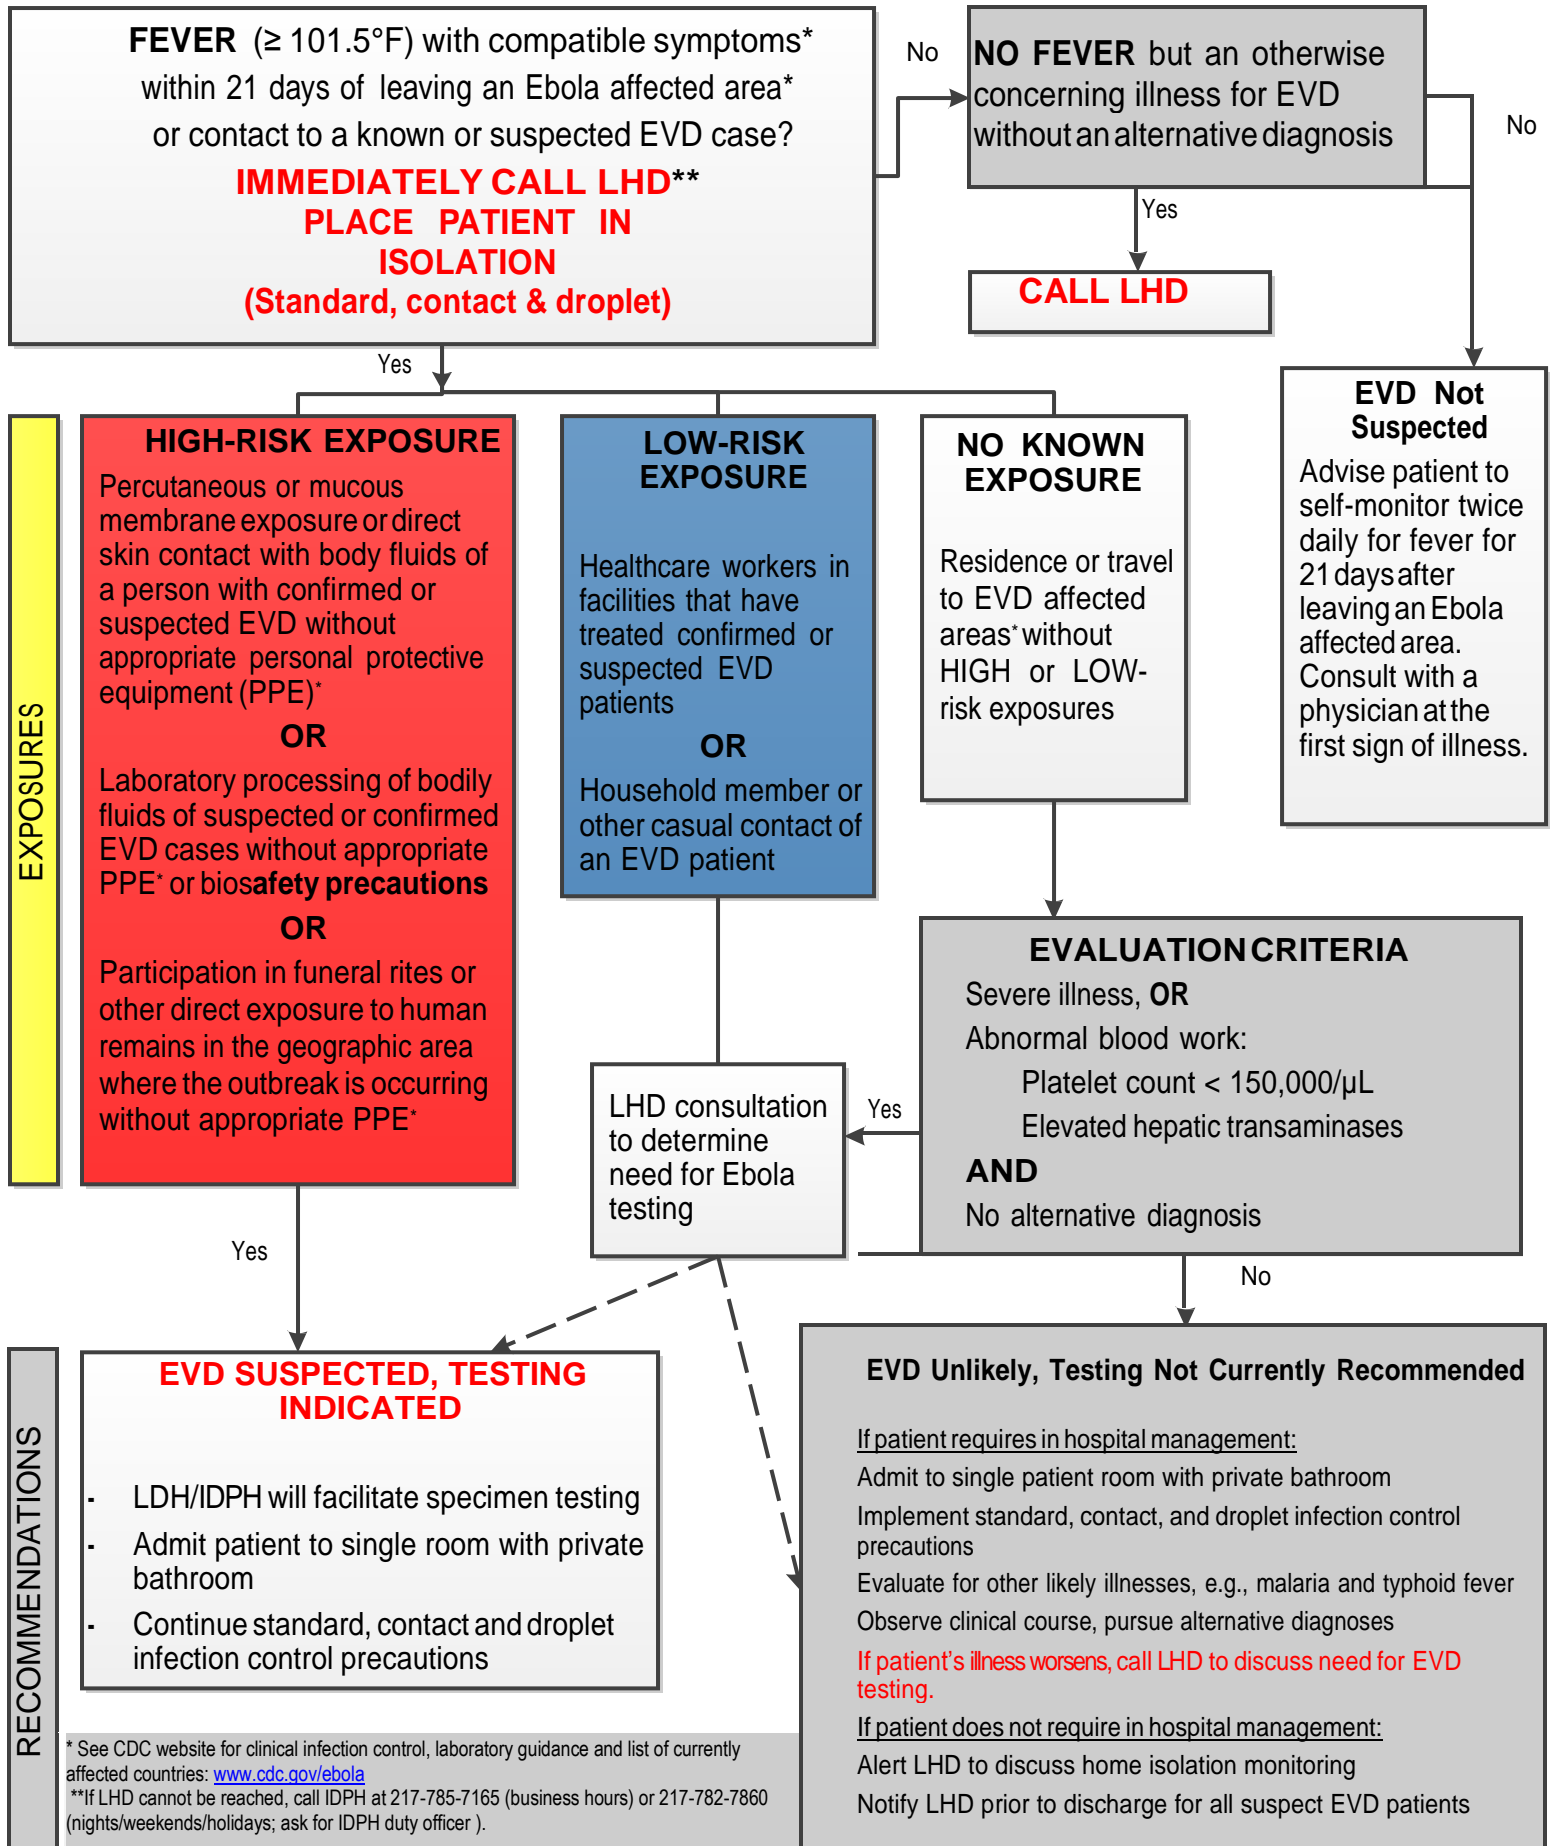 FEVER (≥ 101.5°F) with compatible symptoms*
within 21 days of leaving an Ebola affected area*
or contact to a known or suspected EVD case?
IMMEDIATELY CALL LHD**
PLACE PATIENT IN
ISOLATION
(Standard, contact & droplet)
No
NO FEVER but an otherwise
concerning illness for EVD
without an alternative diagnosis
No
Yes
CALL LHD
Yes
EVD Not
Suspected
Advise patient to
self-monitor twice
daily for fever for
21 days after
leaving an Ebola
affected area.
Consult with a
physician at the
first sign of illness.
EXPOSURES
HIGH-RISK EXPOSURE
Percutaneous or mucous
membrane exposure or direct
skin contact with body fluids of
a person with confirmed or
suspected EVD without
appropriate personal protective
equipment (PPE)*
OR
Laboratory processing of bodily
fluids of suspected or confirmed
EVD cases without appropriate
PPE* or biosafety precautions
OR
Participation in funeral rites or
other direct exposure to human
remains in the geographic area
where the outbreak is occurring
without appropriate PPE*
LOW-RISK
EXPOSURE
Healthcare workers in
facilities that have
treated confirmed or
suspected EVD
patients
OR
Household member or
other casual contact of
an EVD patient
NO KNOWN
EXPOSURE
Residence or travel
to EVD affected
areas* without
HIGH or LOW-
risk exposures
EVALUATION CRITERIA
Severe illness, OR
Abnormal blood work:
Platelet count < 150,000/µL
Elevated hepatic transaminases
AND
No alternative diagnosis
Yes
LHD consultation
to determine
need for Ebola
testing
Yes
No
RECOMMENDATIONS
EVD SUSPECTED, TESTING
INDICATED
- LDH/IDPH will facilitate specimen testing
- Admit patient to single room with private
bathroom
- Continue standard, contact and droplet
infection control precautions
EVD Unlikely, Testing Not Currently Recommended
If patient requires in hospital management:
Admit to single patient room with private bathroom
Implement standard, contact, and droplet infection control
precautions
Evaluate for other likely illnesses, e.g., malaria and typhoid fever
Observe clinical course, pursue alternative diagnoses
If patient's illness worsens, call LHD to discuss need for EVD
testing.
If patient does not require in hospital management:
Alert LHD to discuss home isolation monitoring
Notify LHD prior to discharge for all suspect EVD patients
* See CDC website for clinical infection control, laboratory guidance and list of currently
affected countries: www.cdc.gov/ebola
**If LHD cannot be reached, call IDPH at 217-785-7165 (business hours) or 217-782-7860
(nights/weekends/holidays; ask for IDPH duty officer ).